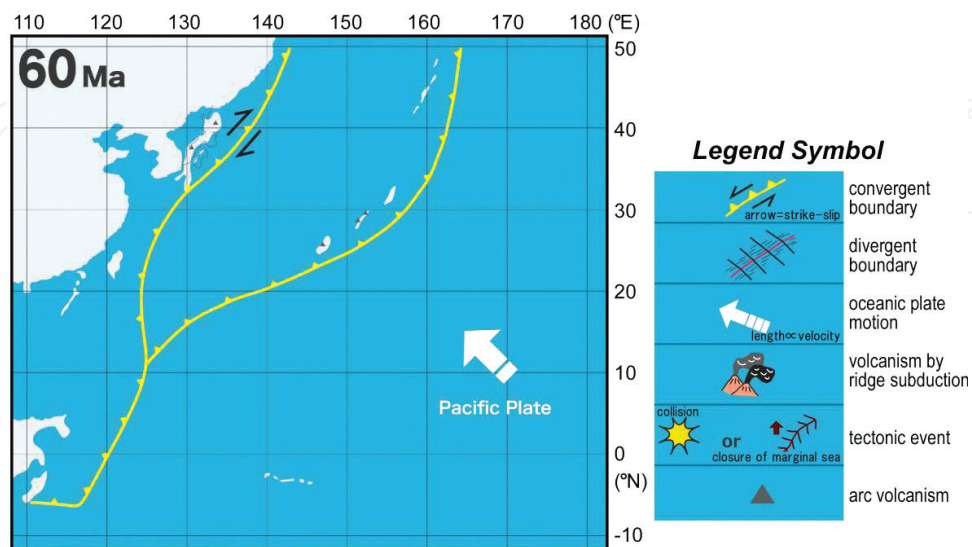 110 120 130 140 150 160 170 180 (°E)
60 Ma
50
40
30
20
10
0
(°N)
-10
Pacific Plate
Legend Symbol
convergent
boundary
arrow=strike-slip
divergent
boundary
oceanic plate
motion
length∝velocity
volcanism by
ridge subduction
collision
or
closure of marginal sea
tectonic event
arc volcanism